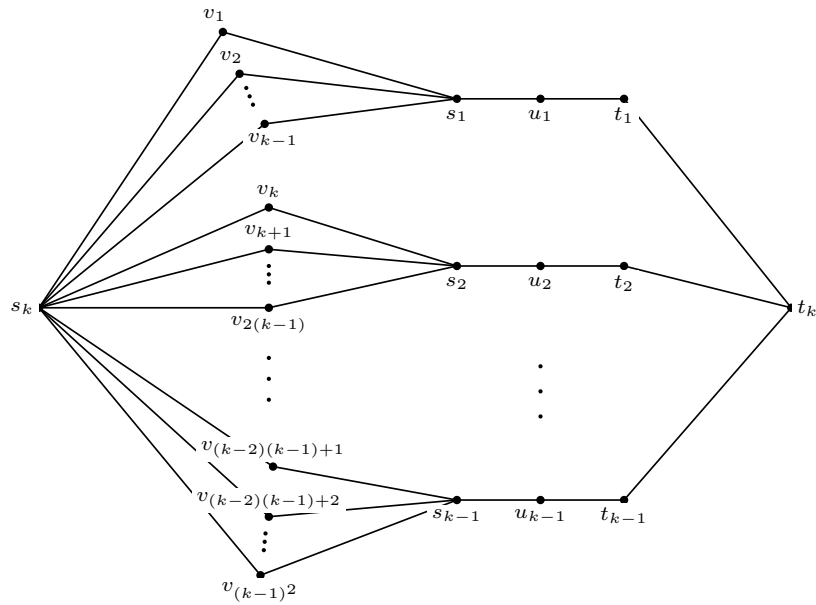 v_1
v_2
v_{k−1}
s_1 u_1 t_1
v_k
v_{k+1}
s_2 u_2 t_2
s_k t_k
v_{2(k−1)}
v_{(k−2)(k−1)+1}
v_{(k−2)(k−1)+2}
s_{k−1} u_{k−1} t_{k−1}
v_{(k−1)^2}